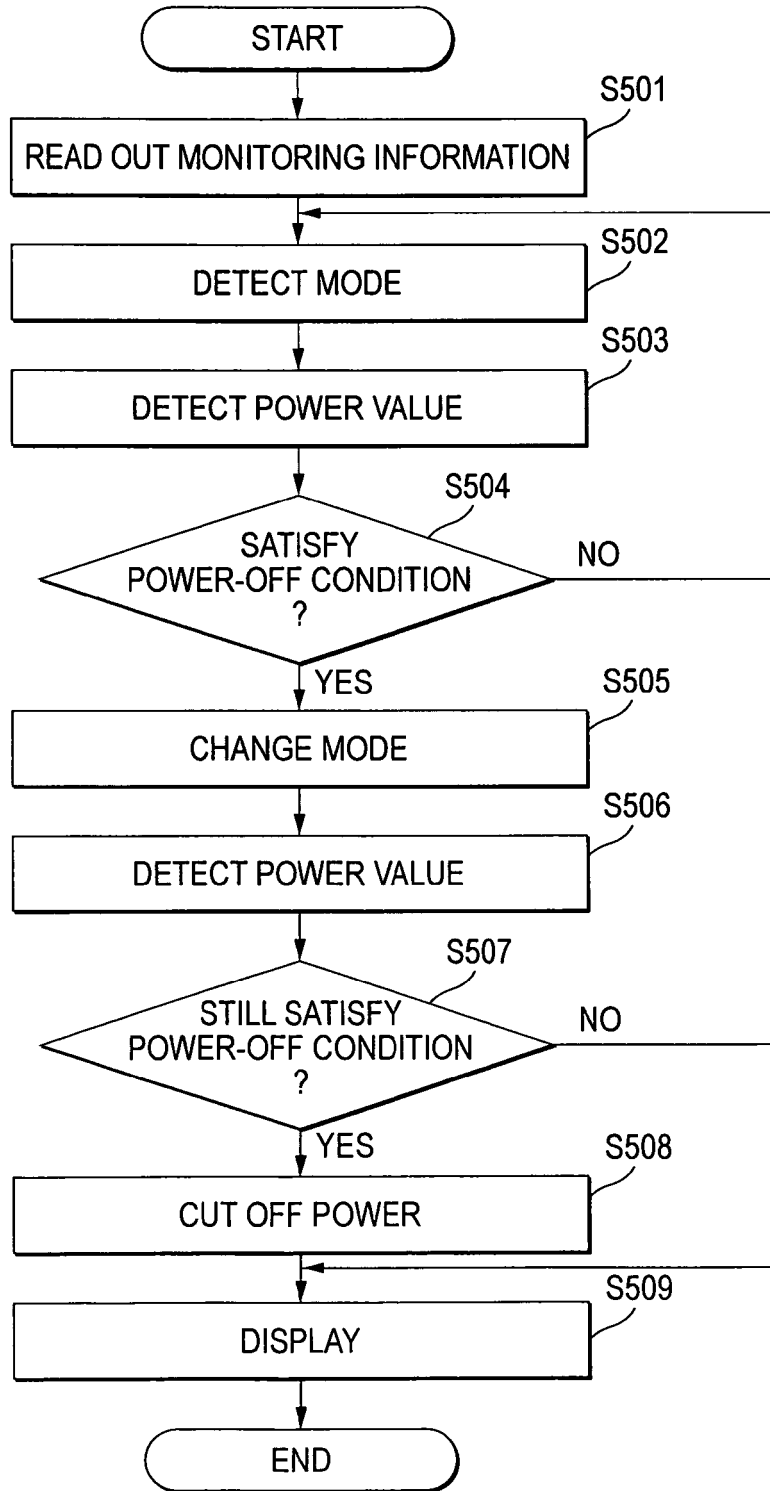 START
S501
READ OUT MONITORING INFORMATION
S502
DETECT MODE
S503
DETECT POWER VALUE
S504
SATISFY
POWER-OFF CONDITION
?
NO
YES
S505
CHANGE MODE
S506
DETECT POWER VALUE
S507
STILL SATISFY
POWER-OFF CONDITION
?
NO
YES
S508
CUT OFF POWER
S509
DISPLAY
END